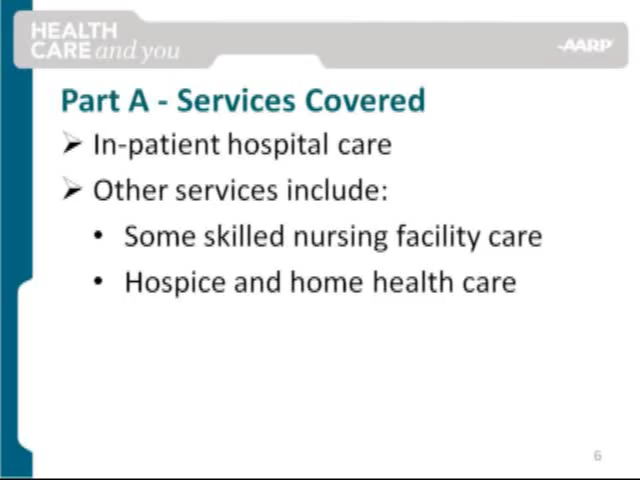 HEALTH
CARE and you
AARP
Part A - Services Covered
➢ In-patient hospital care
➢ Other services include:
• Some skilled nursing facility care
• Hospice and home health care
6